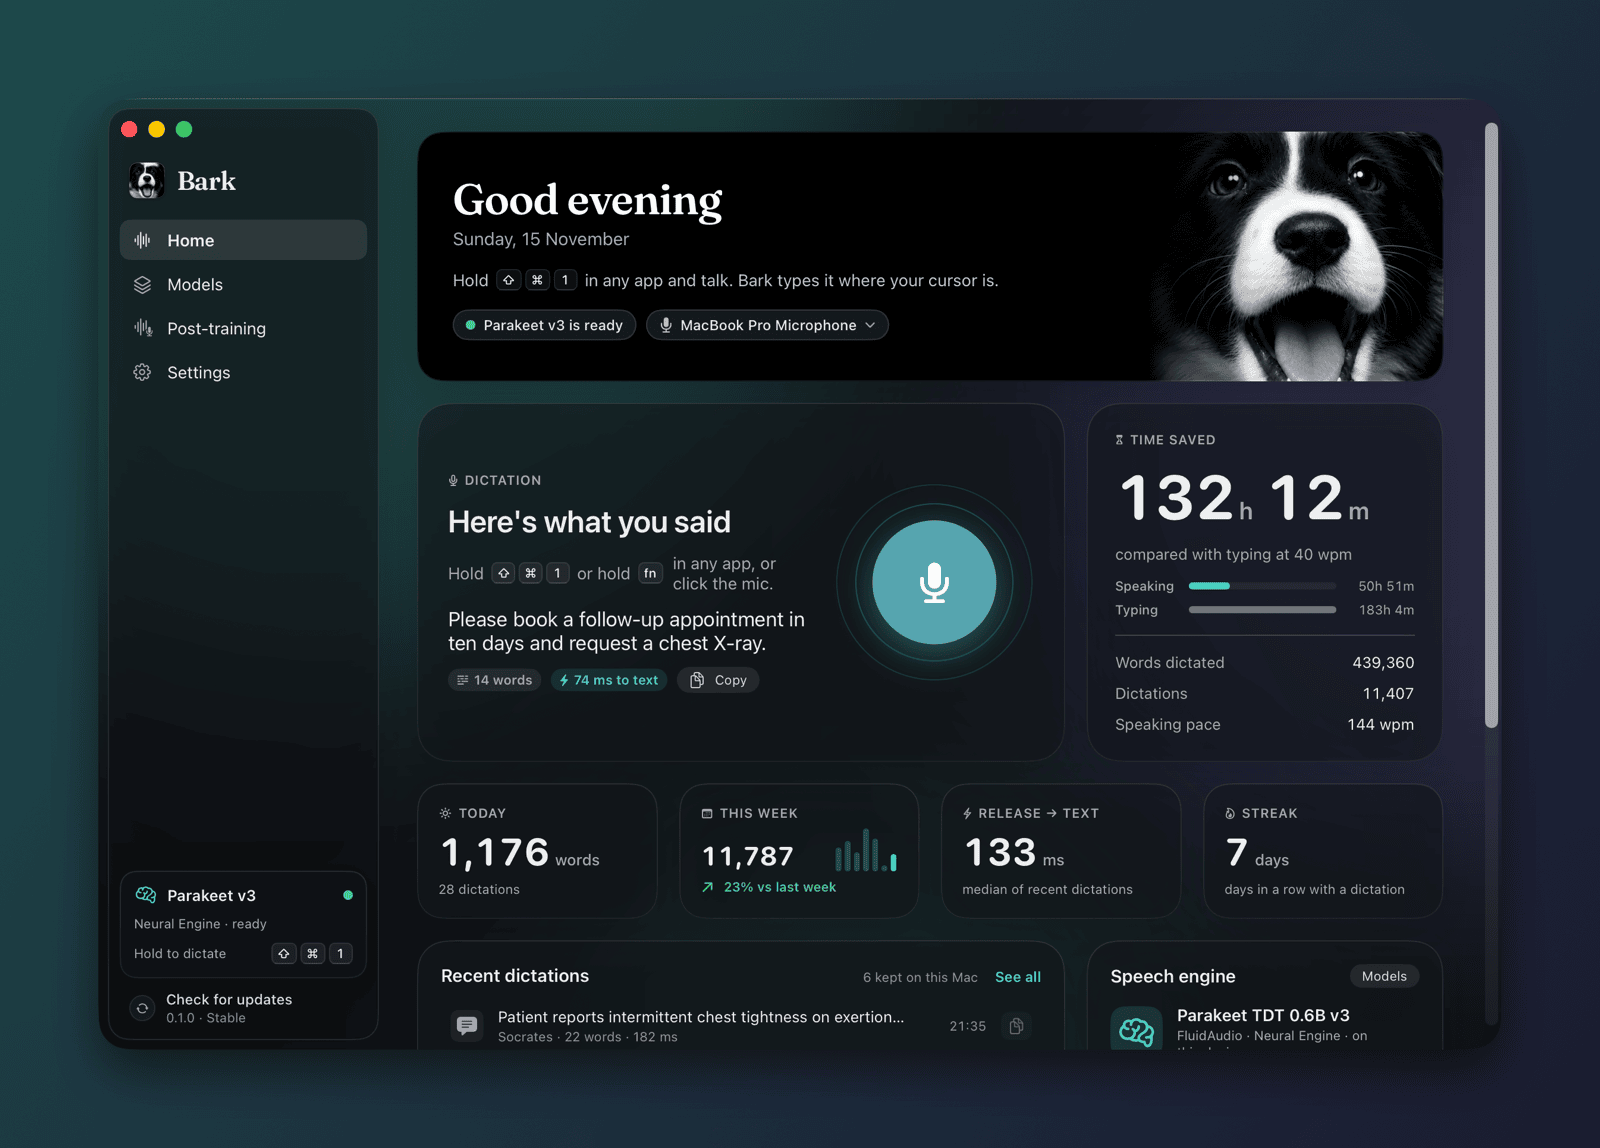 Bark
Home
Models
Post-training
Settings
Parakeet v3
Neural Engine · ready
Hold to dictate ⇧ ⌘ 1
Check for updates
0.1.0 · Stable
Good evening
Sunday, 15 November
Hold ⇧ ⌘ 1 in any app and talk. Bark types it where your cursor is.
Parakeet v3 is ready
MacBook Pro Microphone
DICTATION
Here's what you said
Hold ⇧ ⌘ 1 or hold fn in any app, or
click the mic.
Please book a follow-up appointment in
ten days and request a chest X-ray.
14 words
74 ms to text
Copy
TIME SAVED
132h 12m
compared with typing at 40 wpm
Speaking 50h 51m
Typing 183h 4m
Words dictated 439,360
Dictations 11,407
Speaking pace 144 wpm
TODAY
1,176 words
28 dictations
THIS WEEK
11,787
↗ 23% vs last week
RELEASE → TEXT
133 ms
median of recent dictations
STREAK
7 days
days in a row with a dictation
Recent dictations
6 kept on this Mac
See all
Patient reports intermittent chest tightness on exertion...
Socrates · 22 words · 182 ms
21:35
Speech engine
Models
Parakeet TDT 0.6B v3
FluidAudio · Neural Engine · on